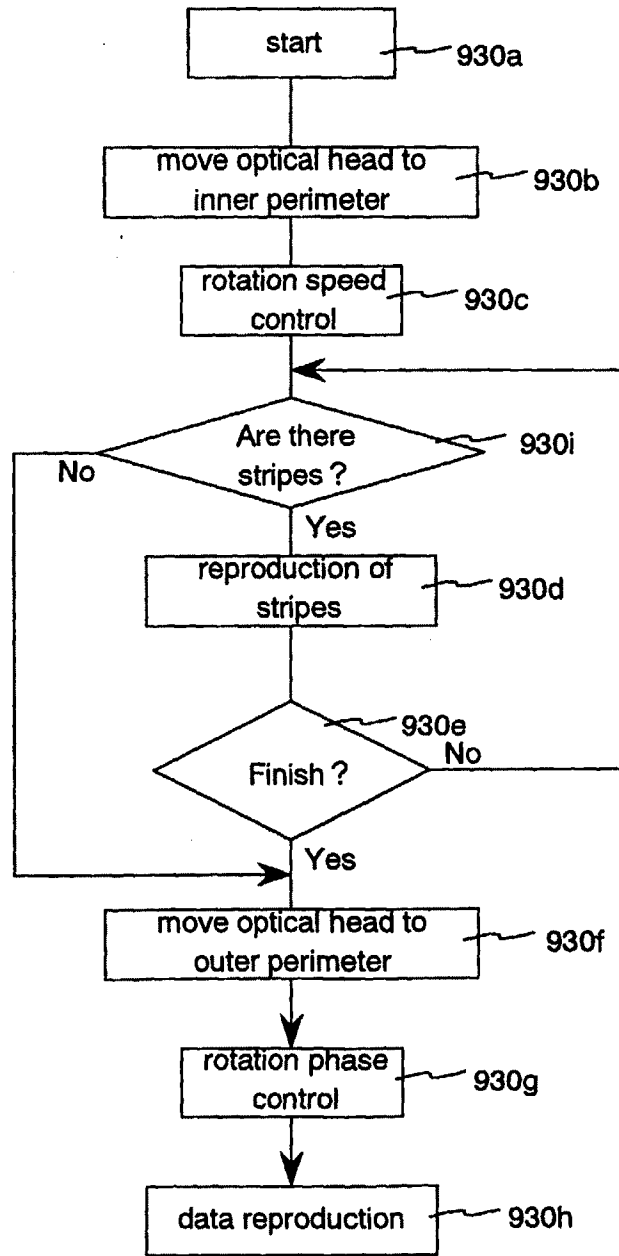 start
930a
move optical head to
inner perimeter
930b
rotation speed
control
930c
Are there
stripes ?
930i
No
Yes
reproduction of
stripes
930d
930e
Finish ?
No
Yes
move optical head to
outer perimeter
930f
rotation phase
control
930g
data reproduction
930h